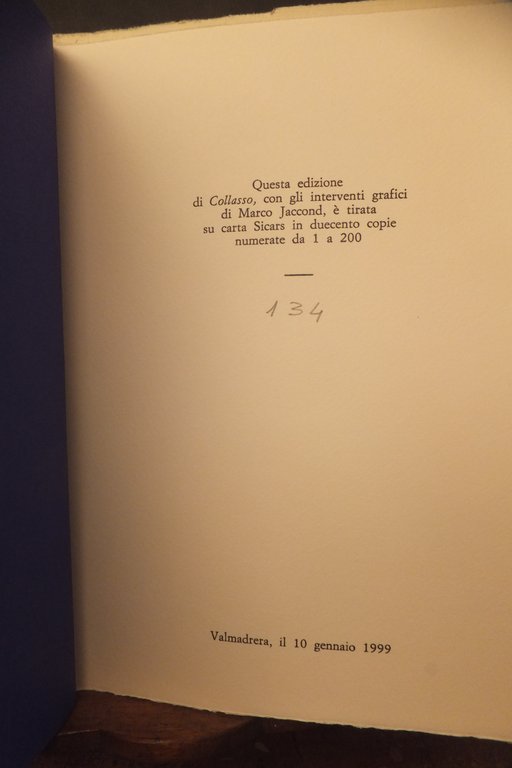 Questa edizione
di Collasso, con gli interventi grafici
di Marco Jaccond, è tirata
su carta Sicars in duecento copie
numerate da 1 a 200
134
Valmadrera, il 10 gennaio 1999